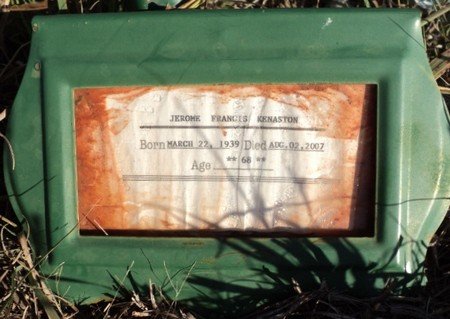 JEROME FRANCIS KENASTON
Born MARCH 22, 1939 Died AUG.02,2007
Age ** 68 **